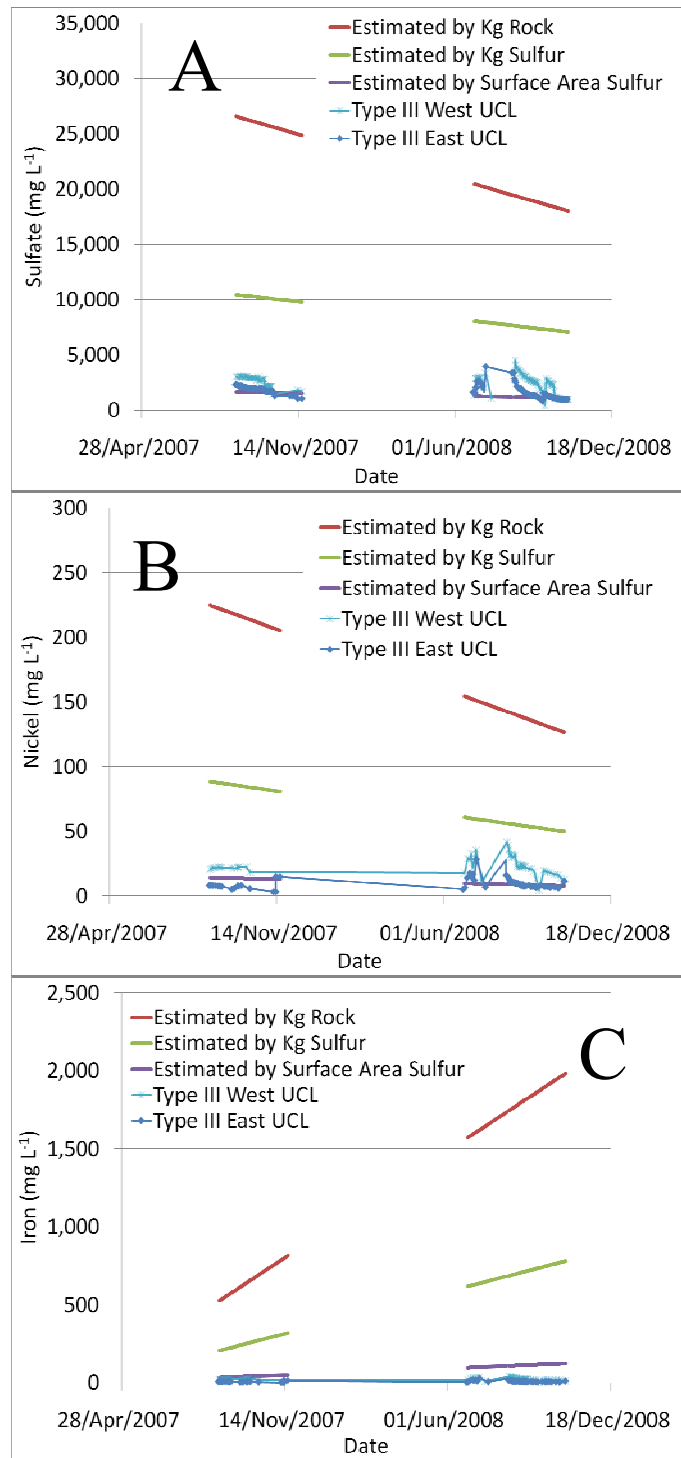 A
Estimated by Kg Rock
Estimated by Kg Sulfur
Estimated by Surface Area Sulfur
Type III West UCL
Type III East UCL
Sulfate (mg L-1)
35,000
30,000
25,000
20,000
15,000
10,000
5,000
0
28/Apr/2007 14/Nov/2007 01/Jun/2008 18/Dec/2008
Date
B
Estimated by Kg Rock
Estimated by Kg Sulfur
Estimated by Surface Area Sulfur
Type III West UCL
Type III East UCL
Nickel (mg L-1)
300
250
200
150
100
50
0
28/Apr/2007 14/Nov/2007 01/Jun/2008 18/Dec/2008
Date
Estimated by Kg Rock
Estimated by Kg Sulfur
Estimated by Surface Area Sulfur
Type III West UCL
Type III East UCL
C
Iron (mg L-1)
2,500
2,000
1,500
1,000
500
0
28/Apr/2007 14/Nov/2007 01/Jun/2008 18/Dec/2008
Date